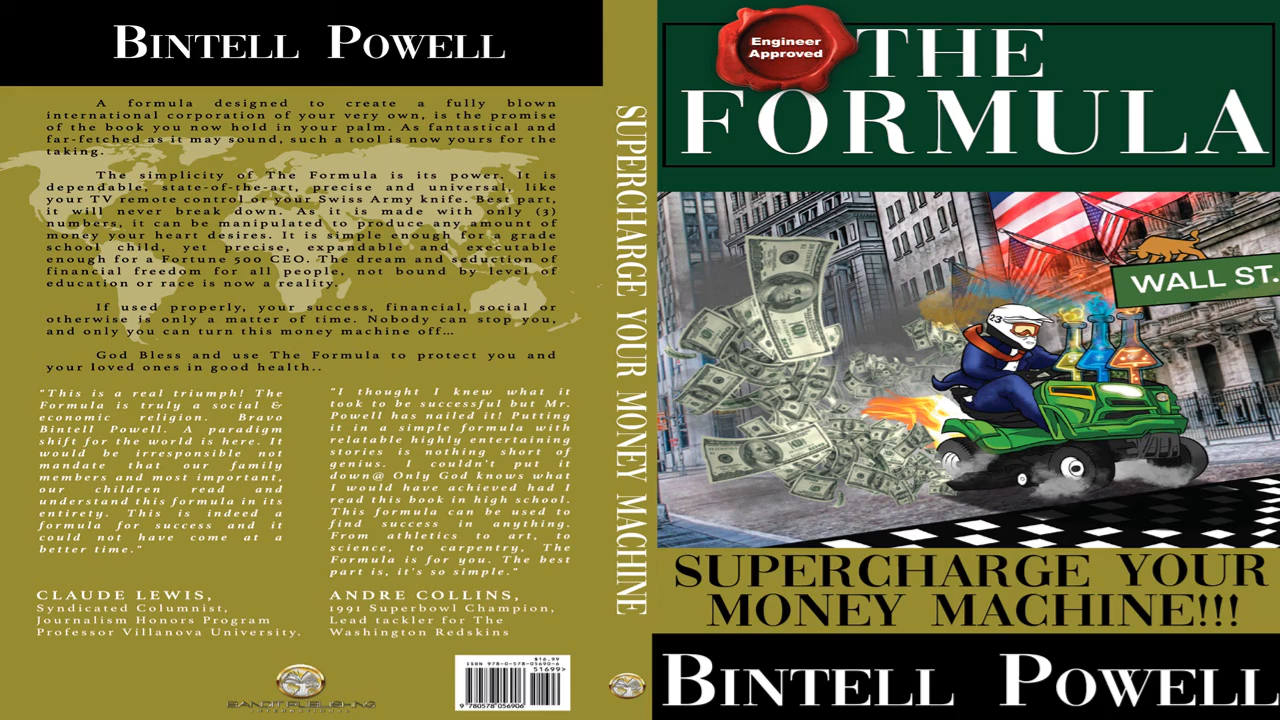 BINTELL POWELL
A formula designed to create a fully blown
international corporation of your very own, is the promise
of the book you now hold in your palm. As fantastical and
far-fetched as it may sound, such a tool is now yours for the
taking.
The simplicity of The Formula is its power. It is
dependable, state-of-the-art, precise and universal, like
your TV remote control or your Swiss Army knife. Best part,
it will never break down. As it is made with only (3)
numbers, it can be manipulated to produce any amount of
money your heart desires. It is simple enough for a grade
school child, yet precise, expandable and executable
enough for a Fortune 500 CEO. The dream and seduction of
financial freedom for all people, not bound by level of
education or race is now a reality.
If used properly, your success, financial, social or
otherwise is only a matter of time. Nobody can stop you,
and only you can turn this money machine off...
God Bless and use The Formula to protect you and
your loved ones in good health..
"This is a real triumph! The
Formula is truly a social &
economic religion. Bravo
Bintell Powell. A paradigm
shift for the world is here. It
would be irresponsible not
mandate that our family
members and most important,
our children read and
understand this formula in its
entirety. This is indeed a
formula for success and it
could not have come at a
better time."
CLAUDE LEWIS,
Syndicated Columnist,
Journalism Honors Program
Professor Villanova University.
"I thought I knew what it
took to be successful but Mr.
Powell has nailed it! Putting
it in a simple formula with
relatable highly entertaining
stories is nothing short of
genius. I couldn't put it
down@ Only God knows what
I would have achieved had I
read this book in high school.
This formula can be used to
find success in anything.
From athletics to art, to
science, to carpentry, The
Formula is for you. The best
part is, it's so simple."
ANDRE COLLINS,
1991 Superbowl Champion,
Lead tackler for The
Washington Redskins
BANDIT PUBLISHING
INTERNATIONAL
$16.99
ISBN 978-0-578-05690-6
51699>
9 780578 056906
SUPERCHARGE YOUR MONEY MACHINE
Engineer
Approved
THE
FORMULA
WALL ST.
23
SUPERCHARGE YOUR
MONEY MACHINE!!!
BINTELL POWELL